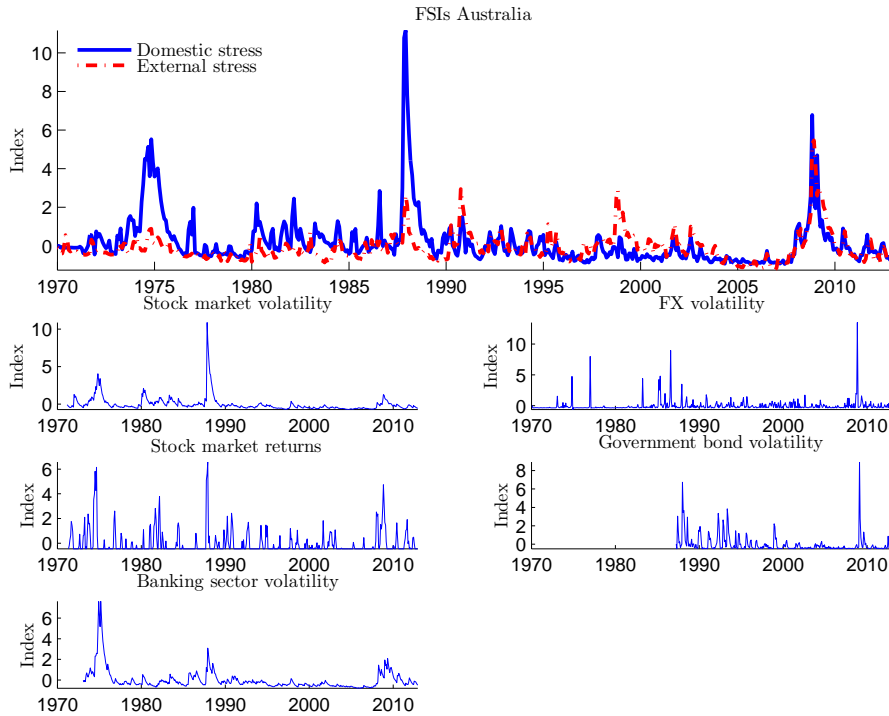 FSIs Australia
Domestic stress
External stress
Index
10
8
6
4
2
0
1970 1975 1980 1985 1990 1995 2000 2005 2010
Stock market volatility
Index
10
5
0
1970 1980 1990 2000 2010
FX volatility
Index
10
5
0
1970 1980 1990 2000 2010
Stock market returns
Index
6
4
2
0
1970 1980 1990 2000 2010
Government bond volatility
Index
8
6
4
2
0
1970 1980 1990 2000 2010
Banking sector volatility
Index
6
4
2
0
1970 1980 1990 2000 2010